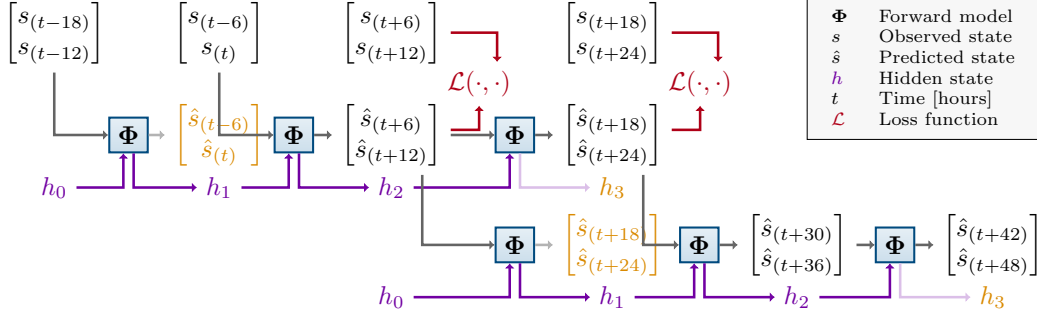 s(t−18) s(t−6) s(t+6) s(t+18)
s(t−12) s(t) s(t+12) s(t+24)
Φ Forward model
s Observed state
ŝ Predicted state
h Hidden state
t Time [hours]
ℒ Loss function
ℒ(·, ·) ℒ(·, ·)
Φ ŝ(t−6) Φ ŝ(t+6) Φ ŝ(t+18)
ŝ(t) ŝ(t+12) ŝ(t+24)
h0 h1 h2 h3
Φ ŝ(t+18) Φ ŝ(t+30) Φ ŝ(t+42)
ŝ(t+24) ŝ(t+36) ŝ(t+48)
h0 h1 h2 h3